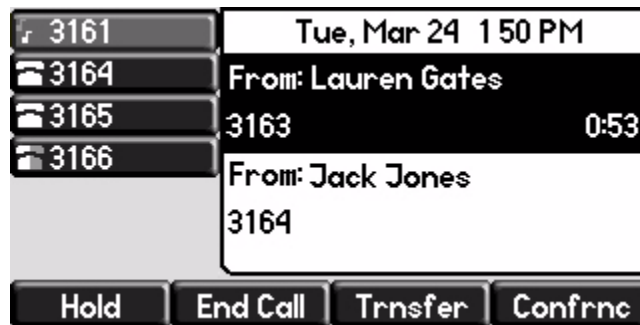 3161
3164
3165
3166
Tue, Mar 24 1 50 PM
From: Lauren Gates
3163 0:53
From: Jack Jones
3164
Hold End Call Trnsfer Confrnc